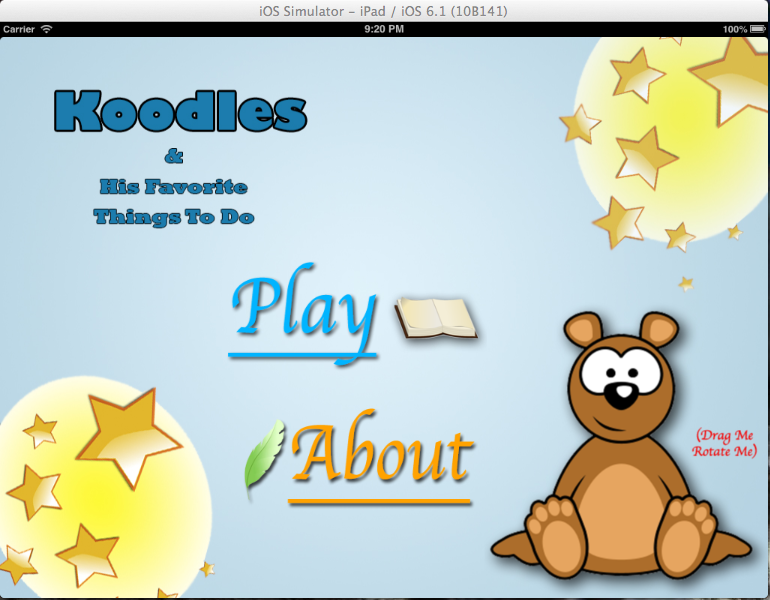 iOS Simulator – iPad / iOS 6.1 (10B141)
Carrier 9:20 PM 100%
Koodles
&
His Favorite
Things To Do
Play
About
(Drag Me
Rotate Me)